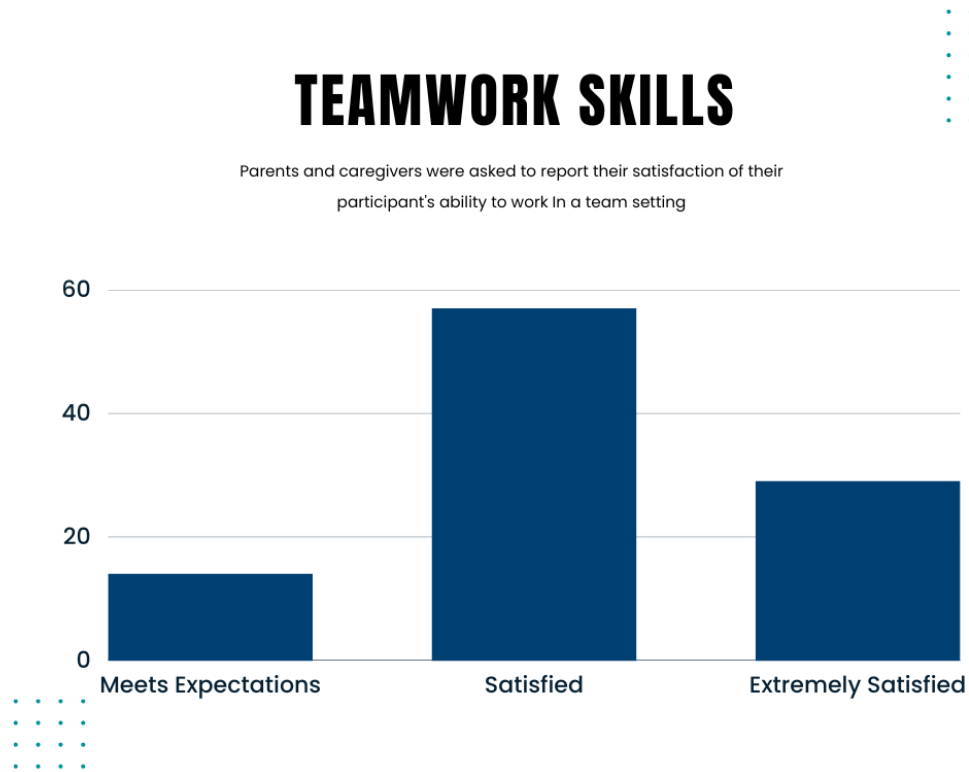 TEAMWORK SKILLS
Parents and caregivers were asked to report their satisfaction of their
participant's ability to work In a team setting
60
40
20
0
Meets Expectations
Satisfied
Extremely Satisfied